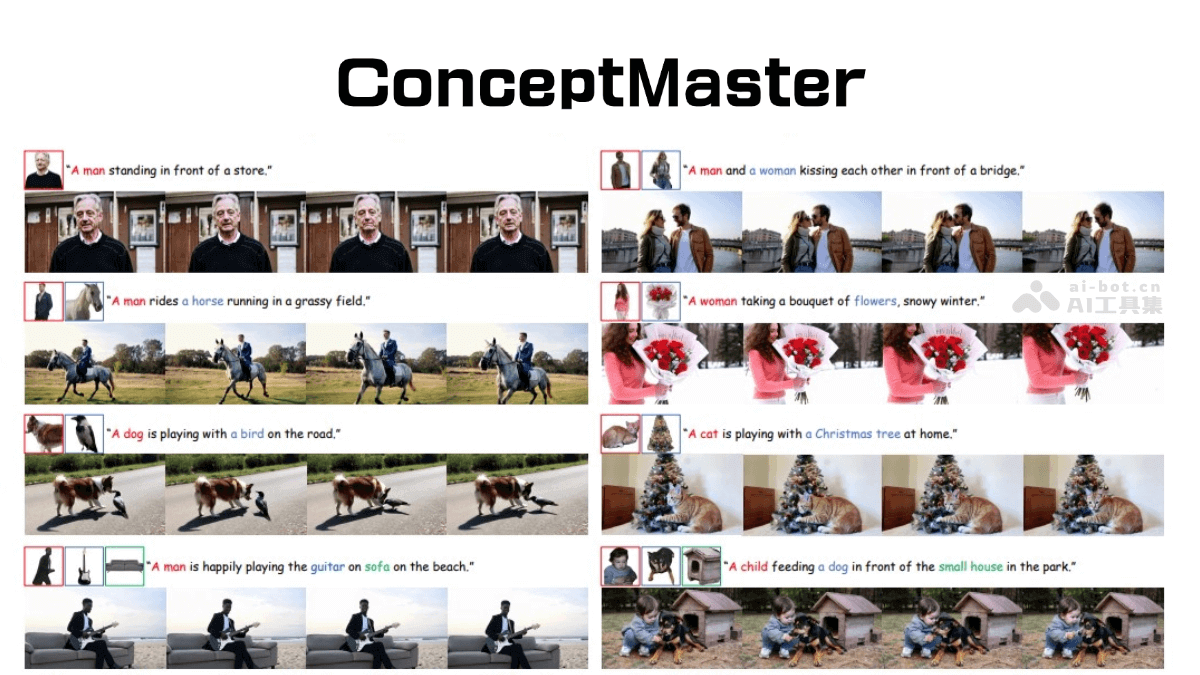 ConceptMaster
"A man standing in front of a store."
"A man and a woman kissing each other in front of a bridge."
"A man rides a horse running in a grassy field."
"A woman taking a bouquet of flowers, snowy winter."
ai-bot.cn
AI工具集
"A dog is playing with a bird on the road."
"A cat is playing with a Christmas tree at home."
"A man is happily playing the guitar on sofa on the beach."
"A child feeding a dog in front of the small house in the park."